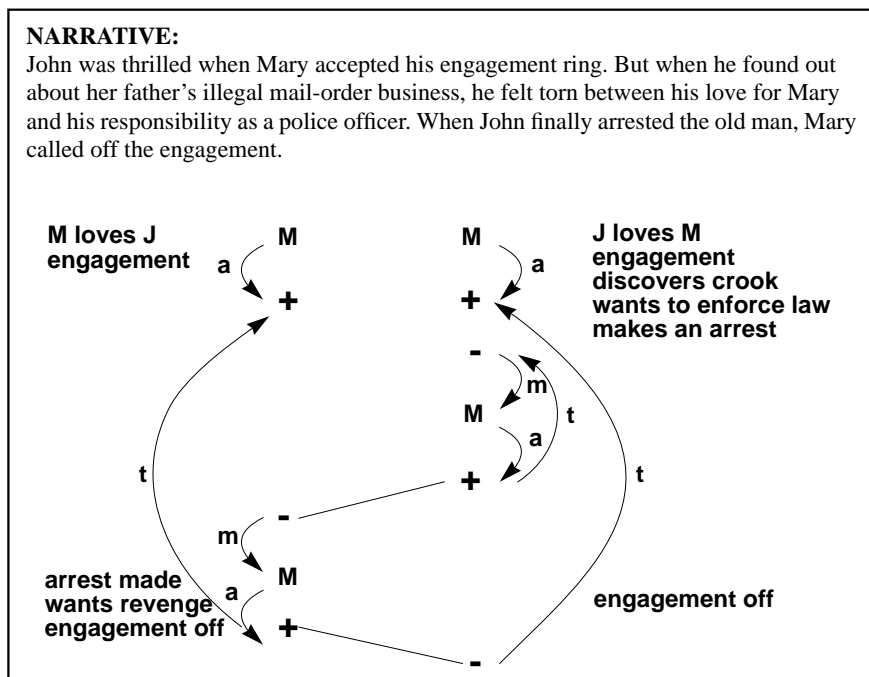 NARRATIVE:
John was thrilled when Mary accepted his engagement ring. But when he found out
about her father’s illegal mail-order business, he felt torn between his love for Mary
and his responsibility as a police officer. When John finally arrested the old man, Mary
called off the engagement.
M loves J
engagement
M
a
+
M
a
+
J loves M
engagement
discovers crook
wants to enforce law
makes an arrest
-
m
M
t
a
+
t
t
-
m
M
a
+
arrest made
wants revenge
engagement off
engagement off
-